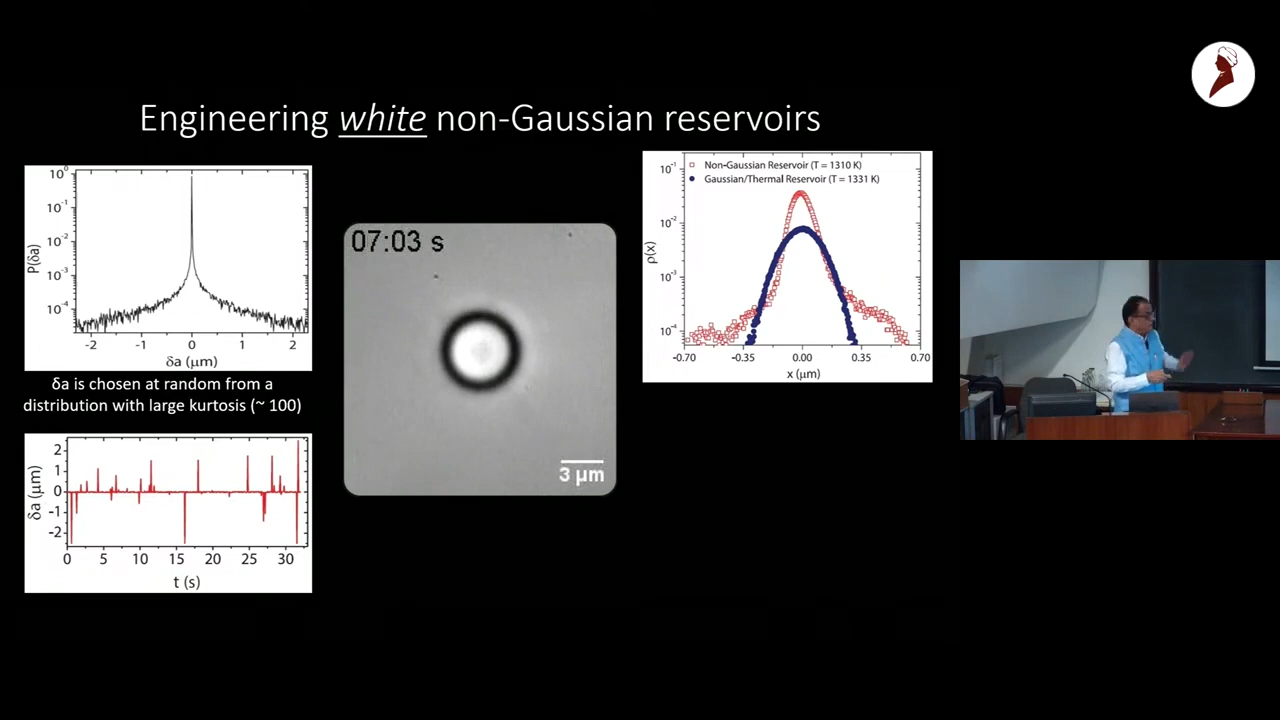 Engineering white non-Gaussian reservoirs
10⁰
10⁻¹
10⁻²
10⁻³
10⁻⁴
P(δa)
-2 -1 0 1 2
δa (μm)
δa is chosen at random from a
distribution with large kurtosis (~ 100)
2
1
0
-1
-2
δa (μm)
0 5 10 15 20 25 30
t (s)
07:03 s
3 μm
Non-Gaussian Reservoir (T = 1310 K)
Gaussian/Thermal Reservoir (T = 1331 K)
10⁻¹
10⁻²
10⁻³
10⁻⁴
ρ(x)
-0.70 -0.35 0.00 0.35 0.70
x (μm)